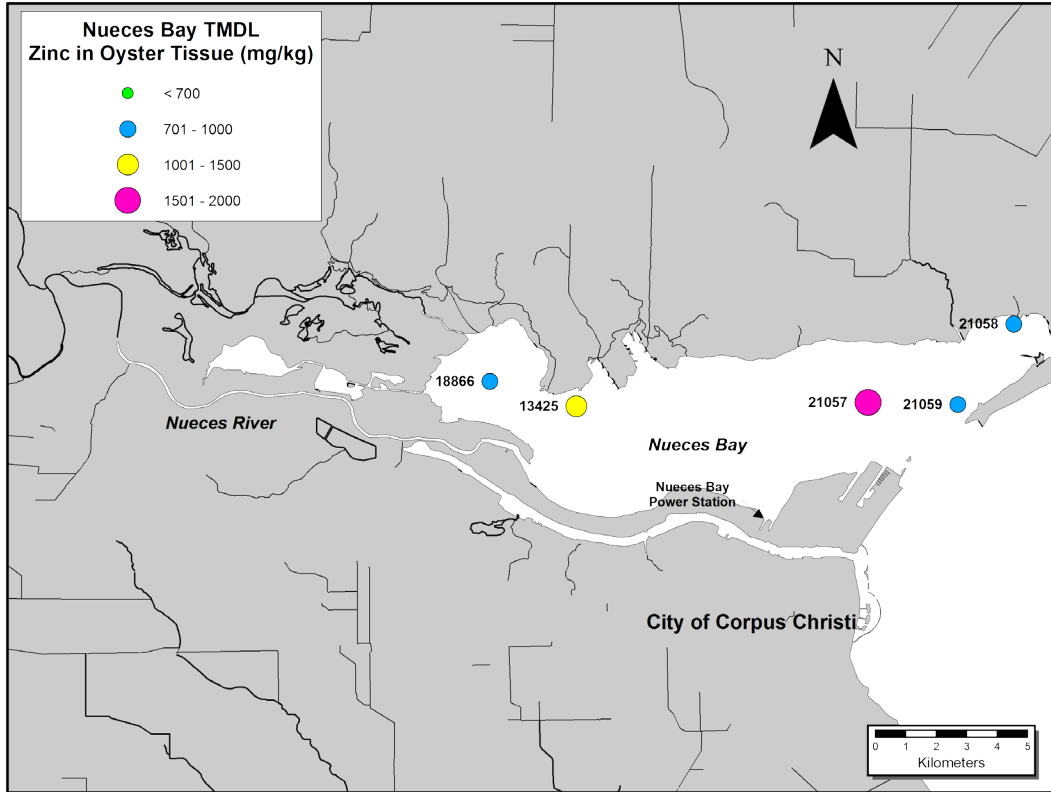 Nueces Bay TMDL
Zinc in Oyster Tissue (mg/kg)
< 700
701 - 1000
1001 - 1500
1501 - 2000
N
21058
18866
13425
21057
21059
Nueces River
Nueces Bay
Nueces Bay
Power Station
City of Corpus Christi
0 1 2 3 4 5
Kilometers